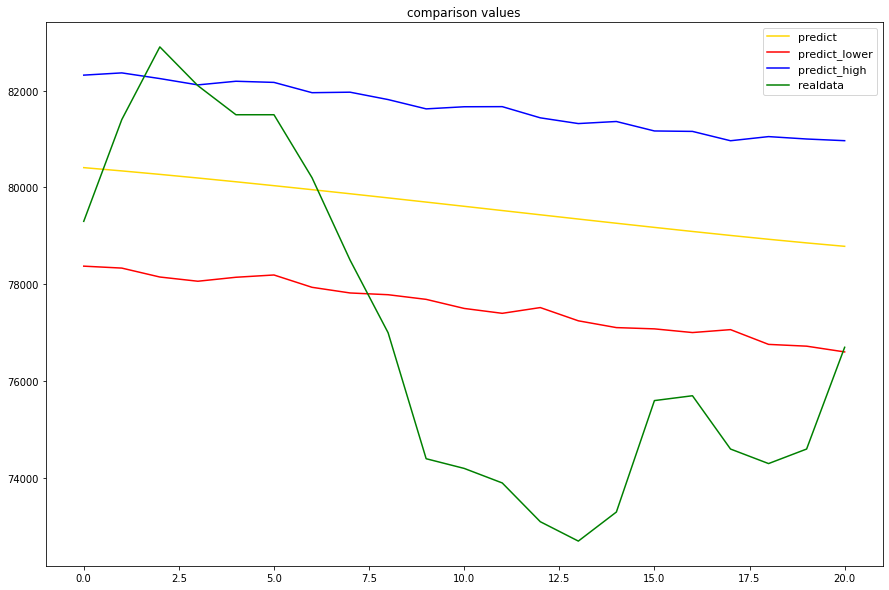 comparison values
predict
predict_lower
predict_high
realdata
82000
80000
78000
76000
74000
0.0 2.5 5.0 7.5 10.0 12.5 15.0 17.5 20.0